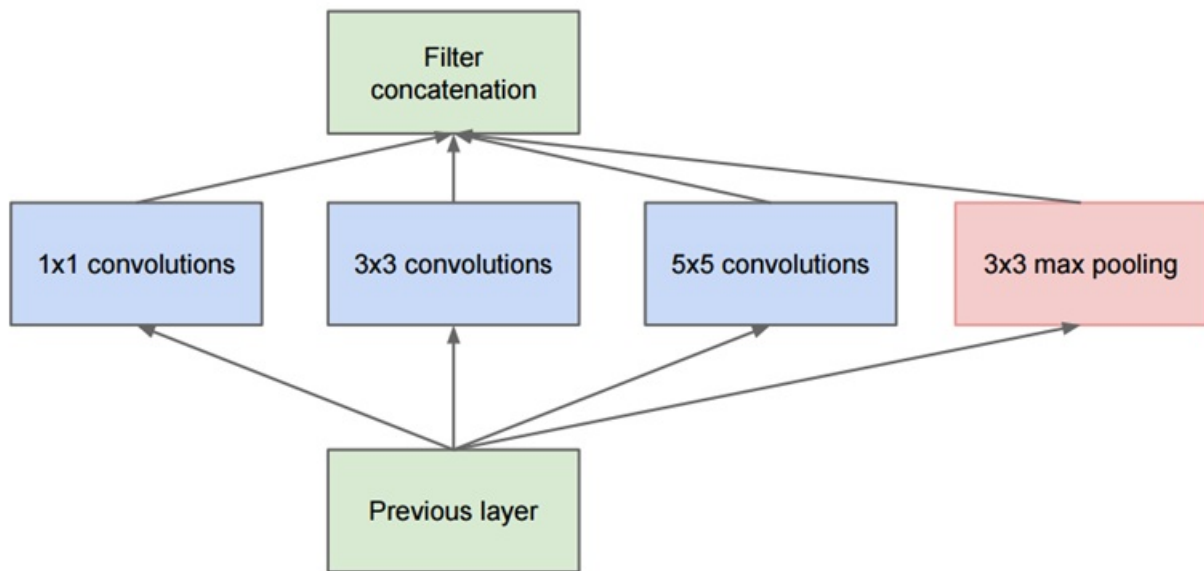 Filter
concatenation
1x1 convolutions
3x3 convolutions
5x5 convolutions
3x3 max pooling
Previous layer